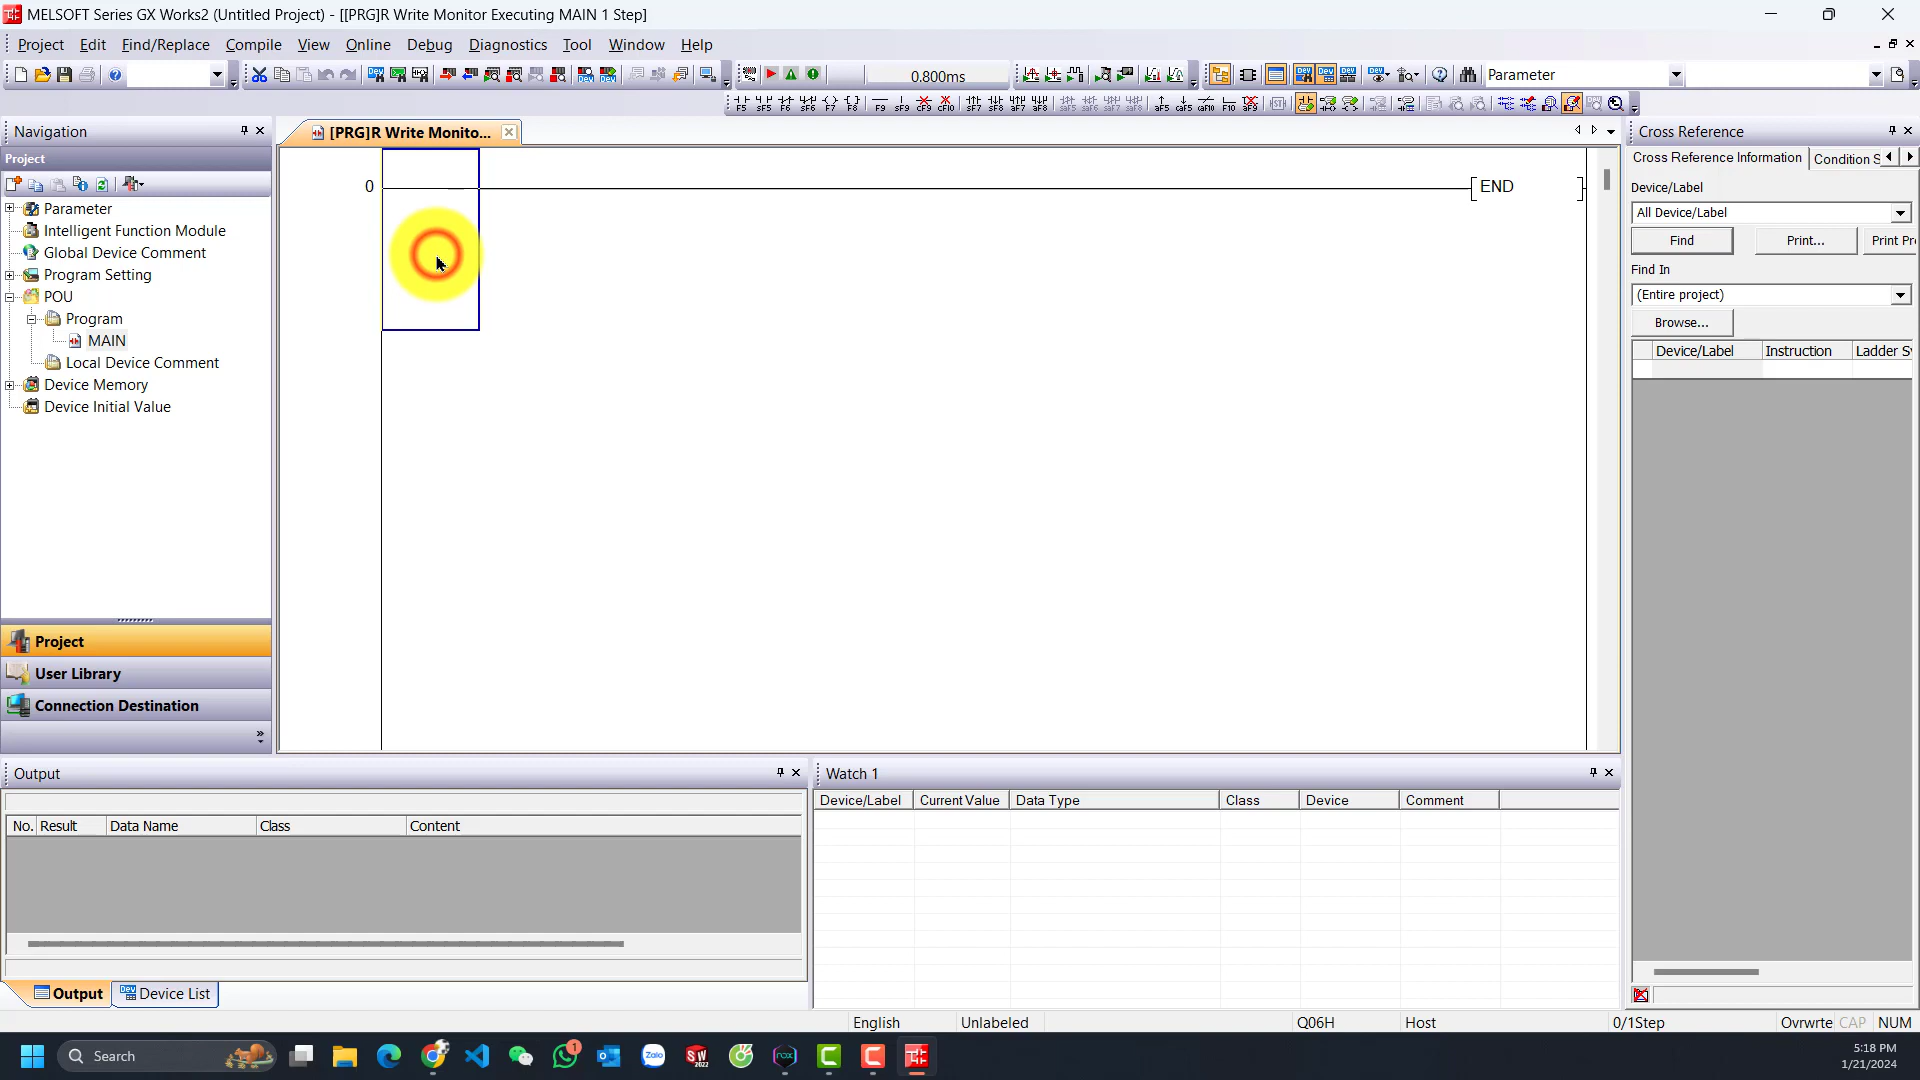 MELSOFT Series GX Works2 (Untitled Project) - [[PRG]R Write Monitor Executing MAIN 1 Step]
Project Edit Find/Replace Compile View Online Debug Diagnostics Tool Window Help
0.800ms Parameter
Navigation
Project
Parameter
Intelligent Function Module
Global Device Comment
Program Setting
POU
Program
MAIN
Local Device Comment
Device Memory
Device Initial Value
Project
User Library
Connection Destination
[PRG]R Write Monito...
0 END
Cross Reference
Cross Reference Information Condition S
Device/Label
All Device/Label
Find Print... Print Pr
Find In
(Entire project)
Browse...
Device/Label Instruction Ladder S
Output
No. Result Data Name Class Content
Output Device List
Watch 1
Device/Label Current Value Data Type Class Device Comment
English Unlabeled Q06H Host 0/1Step Ovrwrte CAP NUM
Search
5:18 PM
1/21/2024